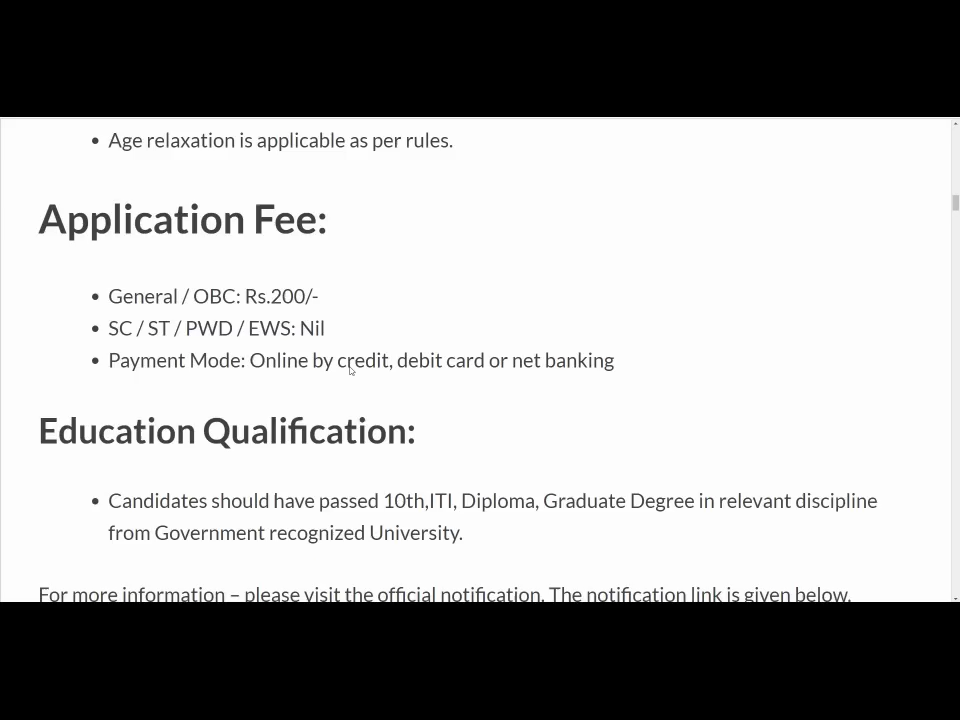 Age relaxation is applicable as per rules.
Application Fee:
General / OBC: Rs.200/-
SC / ST / PWD / EWS: Nil
Payment Mode: Online by credit, debit card or net banking
Education Qualification:
Candidates should have passed 10th,ITI, Diploma, Graduate Degree in relevant discipline
from Government recognized University.
For more information – please visit the official notification. The notification link is given below.